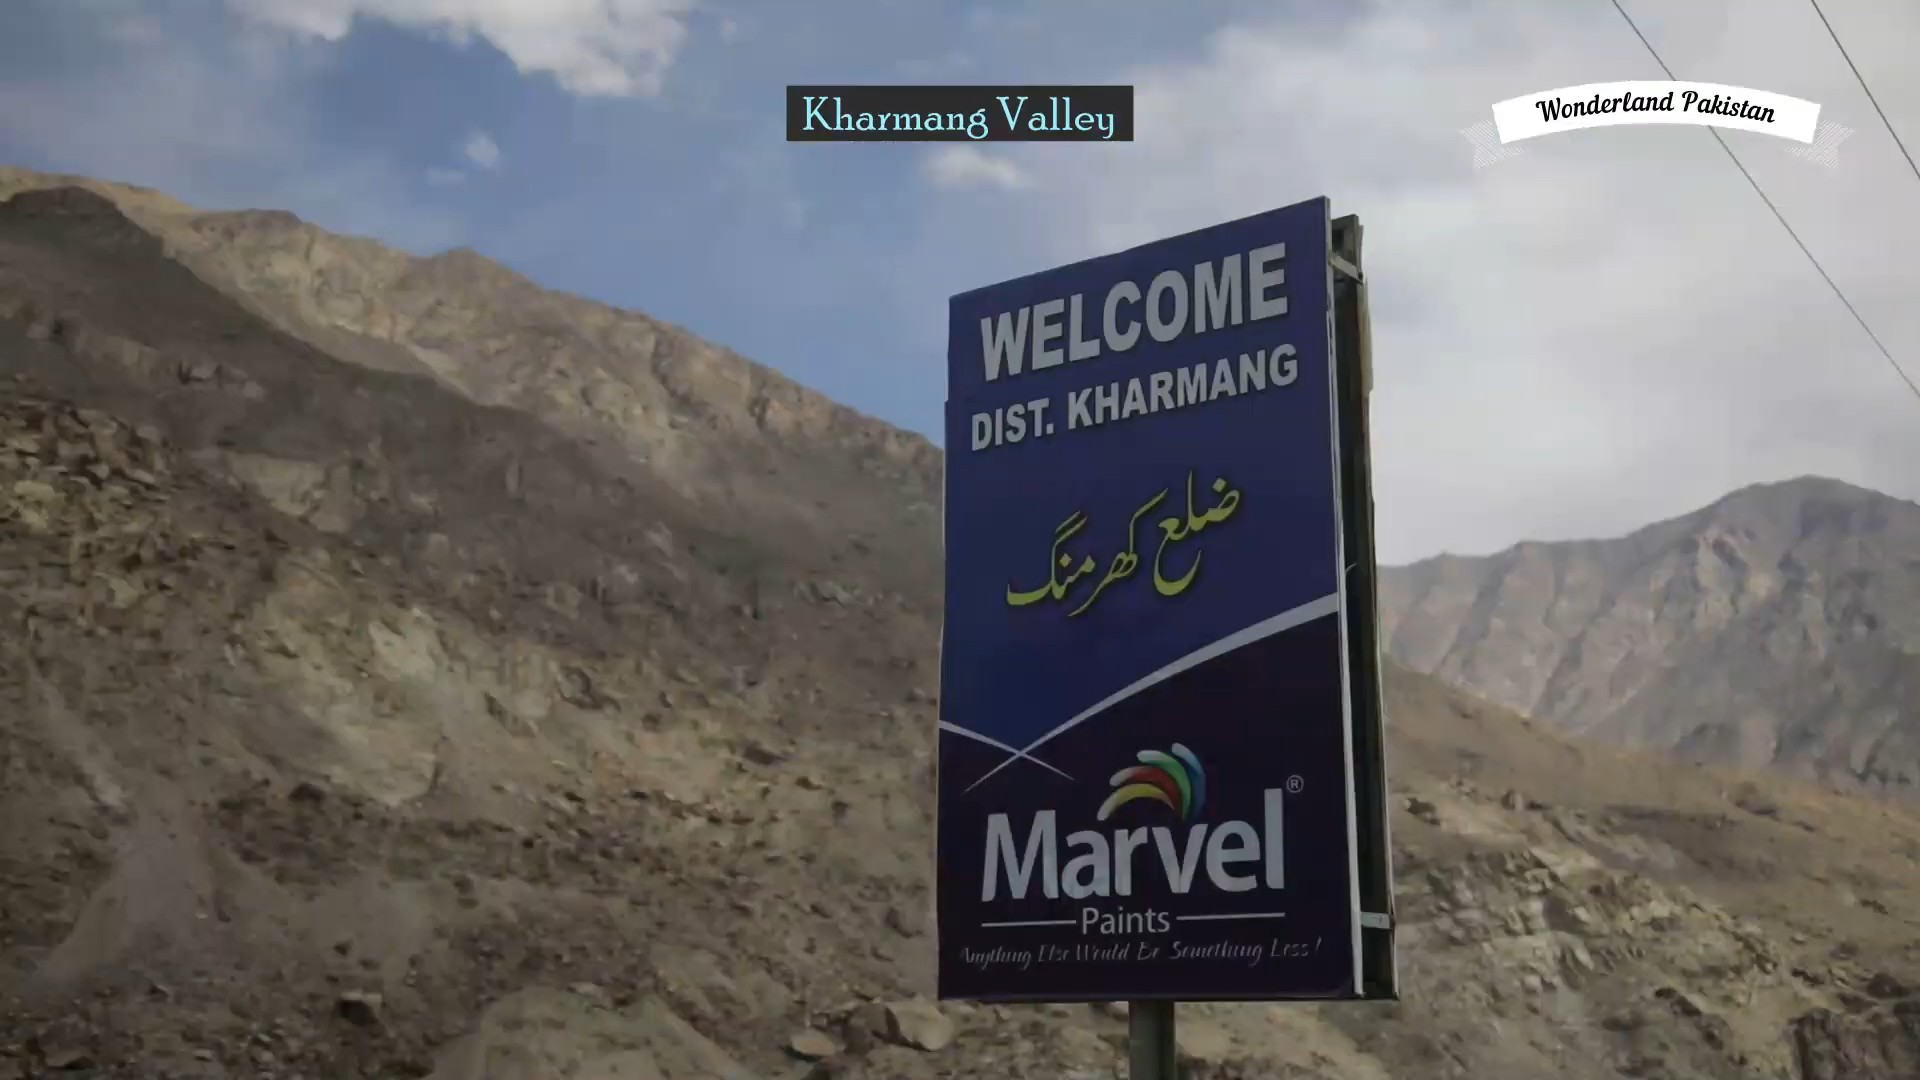 Kharmang Valley
Wonderland Pakistan
WELCOME
DIST. KHARMANG
ضلع کھرمنگ
Marvel®
Paints
Anything Else Would Be Something Less!